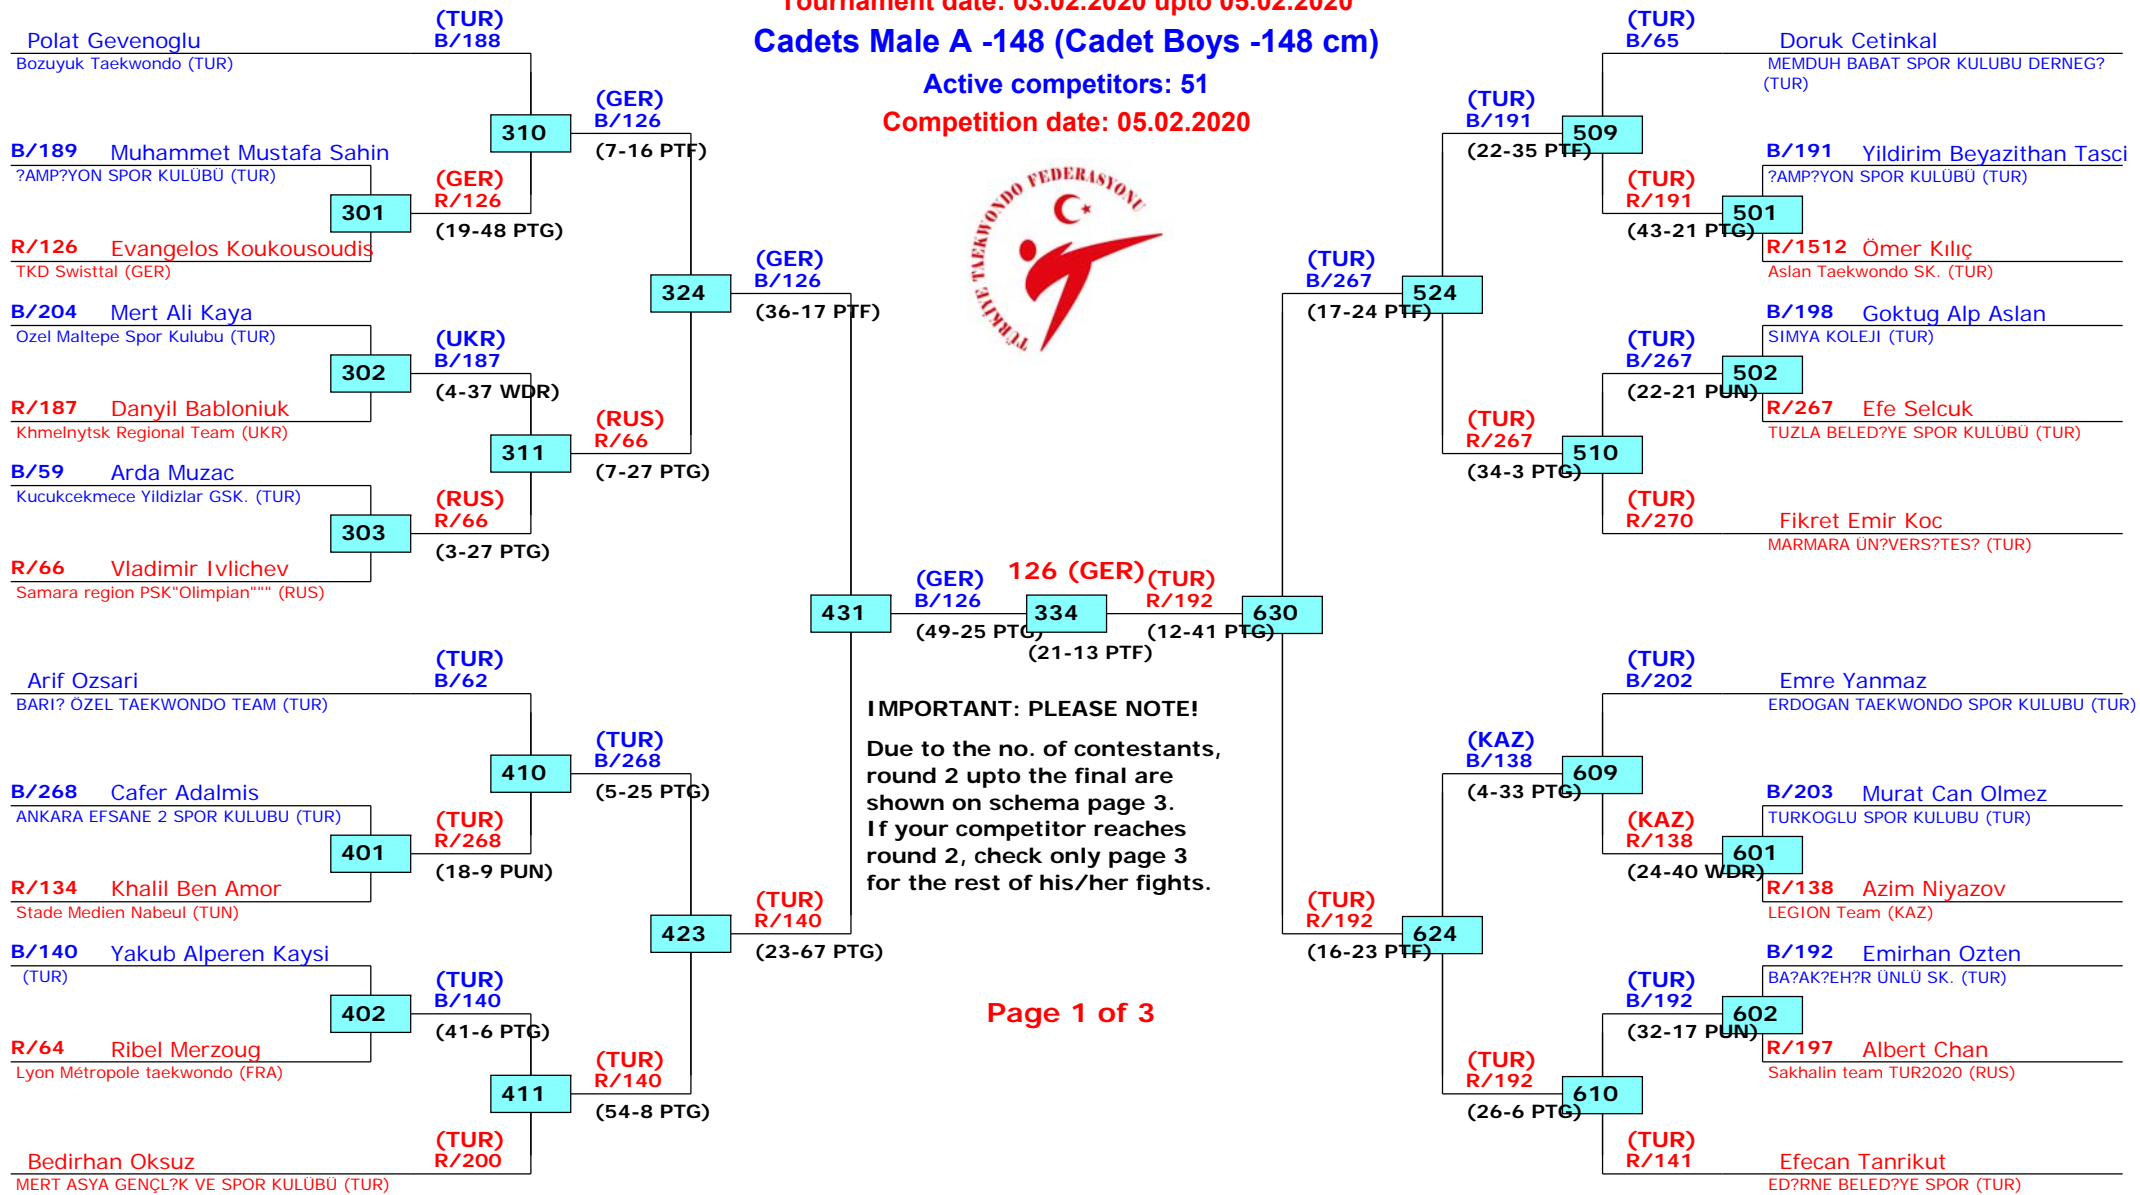 Tournament date: 03.02.2020 upto 05.02.2020
Cadets Male A -148 (Cadet Boys -148 cm)
Active competitors: 51
Competition date: 05.02.2020
TÜRKİYE TAEKWONDO FEDERASYONU
(TUR)
Polat Gevenoglu B/188
Bozuyuk Taekwondo (TUR)
310
(GER)
B/126
(7-16 PTF)
B/189 Muhammet Mustafa Sahin
?AMP?YON SPOR KULÜBÜ (TUR)
301
(GER)
R/126
(19-48 PTG)
R/126 Evangelos Koukousoudis
TKD Swisttal (GER)
324
(GER)
B/126
(36-17 PTF)
B/204 Mert Ali Kaya
Ozel Maltepe Spor Kulubu (TUR)
302
(UKR)
B/187
(4-37 WDR)
R/187 Danyil Babloniuk
Khmelnytsk Regional Team (UKR)
311
(RUS)
R/66
(7-27 PTG)
B/59 Arda Muzac
Kucukcekmece Yildizlar GSK. (TUR)
303
(RUS)
R/66
(3-27 PTG)
R/66 Vladimir Ivlichev
Samara region PSK"Olimpian""" (RUS)
431
(GER)
B/126
(49-25 PTG)
126 (GER)
334
(21-13 PTF)
(TUR)
R/192
(12-41 PTG)
630
(TUR)
Arif Ozsari B/62
BARI? ÖZEL TAEKWONDO TEAM (TUR)
410
(TUR)
B/268
(5-25 PTG)
B/268 Cafer Adalmis
ANKARA EFSANE 2 SPOR KULUBU (TUR)
401
(TUR)
R/268
(18-9 PUN)
R/134 Khalil Ben Amor
Stade Medien Nabeul (TUN)
423
(TUR)
R/140
(23-67 PTG)
B/140 Yakub Alperen Kaysi
(TUR)
402
(TUR)
B/140
(41-6 PTG)
R/64 Ribel Merzoug
Lyon Métropole taekwondo (FRA)
411
(TUR)
R/140
(54-8 PTG)
(TUR)
Bedirhan Oksuz R/200
MERT ASYA GENÇL?K VE SPOR KULÜBÜ (TUR)
IMPORTANT: PLEASE NOTE!
Due to the no. of contestants,
round 2 upto the final are
shown on schema page 3.
If your competitor reaches
round 2, check only page 3
for the rest of his/her fights.
Page 1 of 3
(TUR)
B/65 Doruk Cetinkal
MEMDUH BABAT SPOR KULUBU DERNEG?
(TUR)
(TUR)
B/191
(22-35 PTF)
509
B/191 Yildirim Beyazithan Tasci
?AMP?YON SPOR KULÜBÜ (TUR)
(TUR)
R/191
(43-21 PTG)
501
R/1512 Ömer Kılıç
Aslan Taekwondo SK. (TUR)
(TUR)
B/267
(17-24 PTF)
524
B/198 Goktug Alp Aslan
SIMYA KOLEJI (TUR)
(TUR)
B/267
(22-21 PUN)
502
R/267 Efe Selcuk
TUZLA BELED?YE SPOR KULÜBÜ (TUR)
(TUR)
R/267
(34-3 PTG)
510
(TUR)
R/270 Fikret Emir Koc
MARMARA ÜN?VERS?TES? (TUR)
(TUR)
B/202 Emre Yanmaz
ERDOGAN TAEKWONDO SPOR KULUBU (TUR)
(KAZ)
B/138
(4-33 PTG)
609
B/203 Murat Can Olmez
TURKOGLU SPOR KULUBU (TUR)
(KAZ)
R/138
(24-40 WDR)
601
R/138 Azim Niyazov
LEGION Team (KAZ)
(TUR)
R/192
(16-23 PTF)
624
B/192 Emirhan Ozten
BA?AK?EH?R ÜNLÜ SK. (TUR)
(TUR)
B/192
(32-17 PUN)
602
R/197 Albert Chan
Sakhalin team TUR2020 (RUS)
(TUR)
R/192
(26-6 PTG)
610
(TUR)
R/141 Efecan Tanrikut
ED?RNE BELED?YE SPOR (TUR)